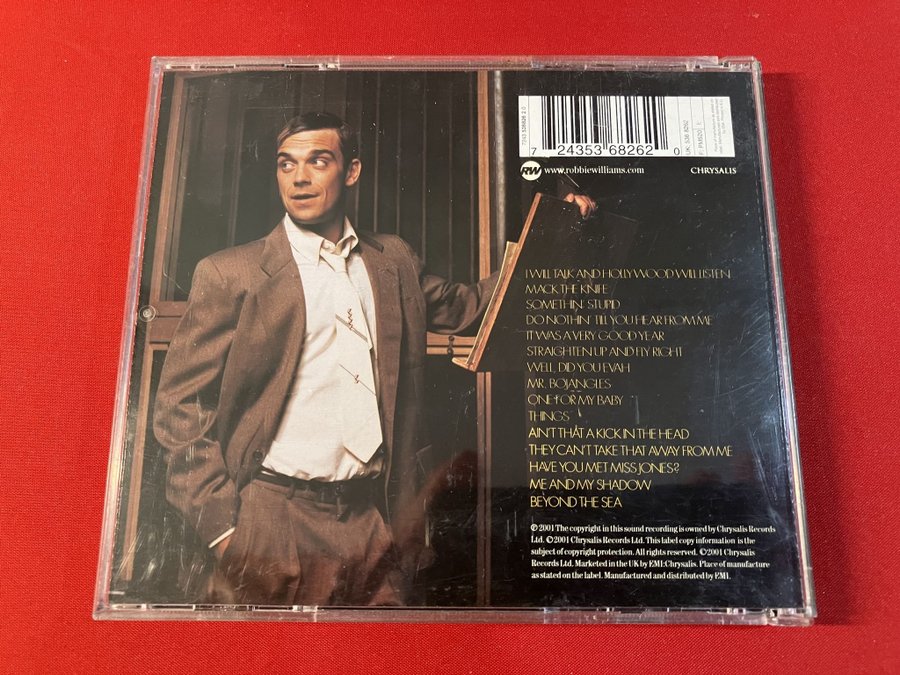 7 24353 68262 0
RW www.robbiewilliams.com
CHRYSALIS
I WILL TALK AND HOLLYWOOD WILL LISTEN
MACK THE KNIFE
SOMETHIN' STUPID
DO NOTHIN' TILL YOU HEAR FROM ME
IT WAS A VERY GOOD YEAR
STRAIGHTEN UP AND FLY RIGHT
WELL, DID YOU EVAH
MR. BOJANGLES
ONE FOR MY BABY
THINGS
AIN'T THAT A KICK IN THE HEAD
THEY CAN'T TAKE THAT AWAY FROM ME
HAVE YOU MET MISS JONES?
ME AND MY SHADOW
BEYOND THE SEA
℗ 2001 The copyright in this sound recording is owned by Chrysalis Records
Ltd. ©2001 Chrysalis Records Ltd. This label copy information is the
subject of copyright protection. All rights reserved. ©2001 Chrysalis
Records Ltd. Marketed in the UK by EMI:Chrysalis. Place of manufacture
as stated on the label. Manufactured and distributed by EMI.